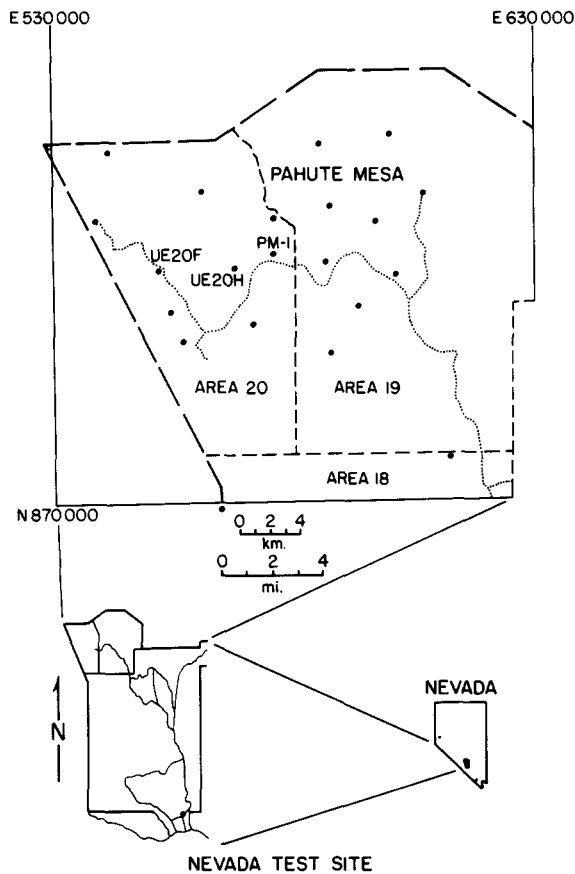 E 530 000
E 630 000
PAHUTE MESA
PM-1
UE20F
UE20H
AREA 20
AREA 19
AREA 18
N 870 000
0 2 4
km.
0 2 4
mi.
N
NEVADA
NEVADA TEST SITE